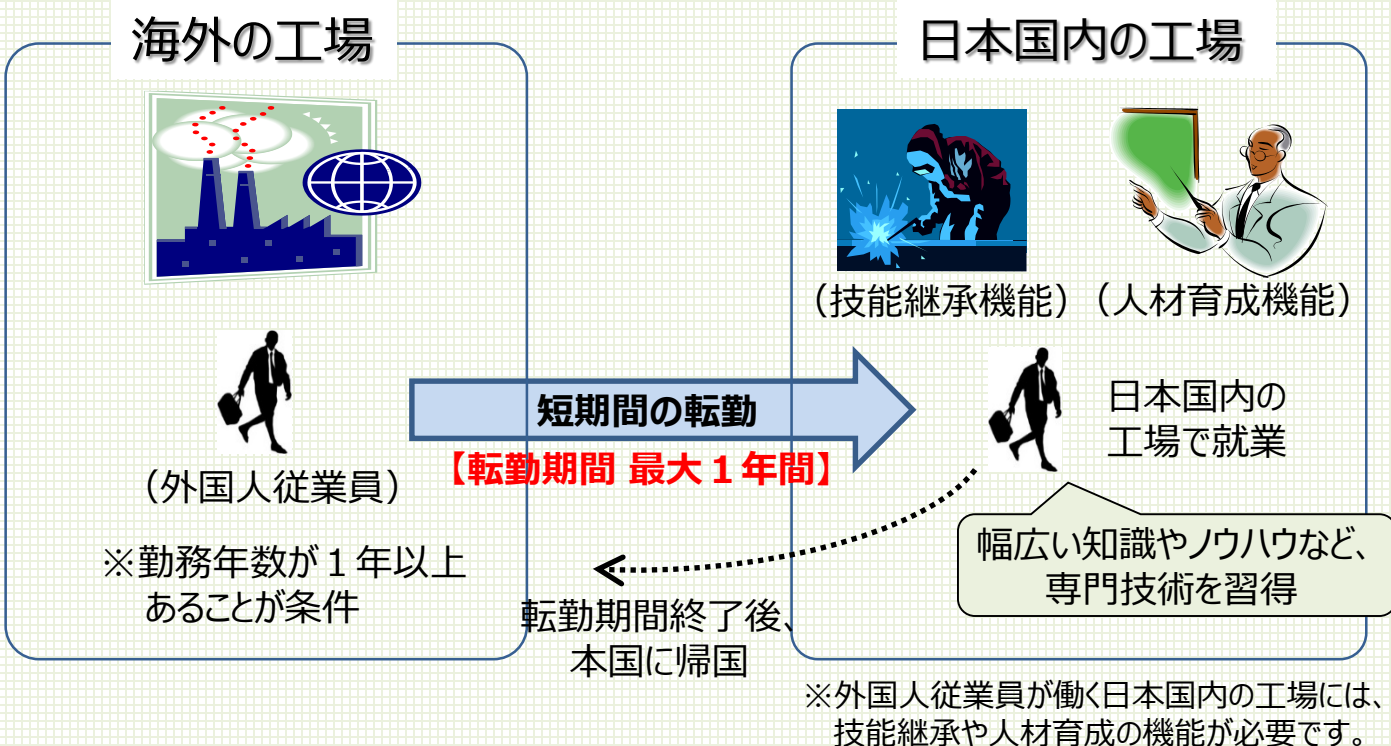 海外の工場
日本国内の工場
（技能継承機能）
（人材育成機能）
（外国人従業員）
※勤務年数が１年以上
あることが条件
短期間の転勤
【転勤期間 最大１年間】
日本国内の
工場で就業
幅広い知識やノウハウなど、
専門技術を習得
転勤期間終了後、
本国に帰国
※外国人従業員が働く日本国内の工場には、
技能継承や人材育成の機能が必要です。